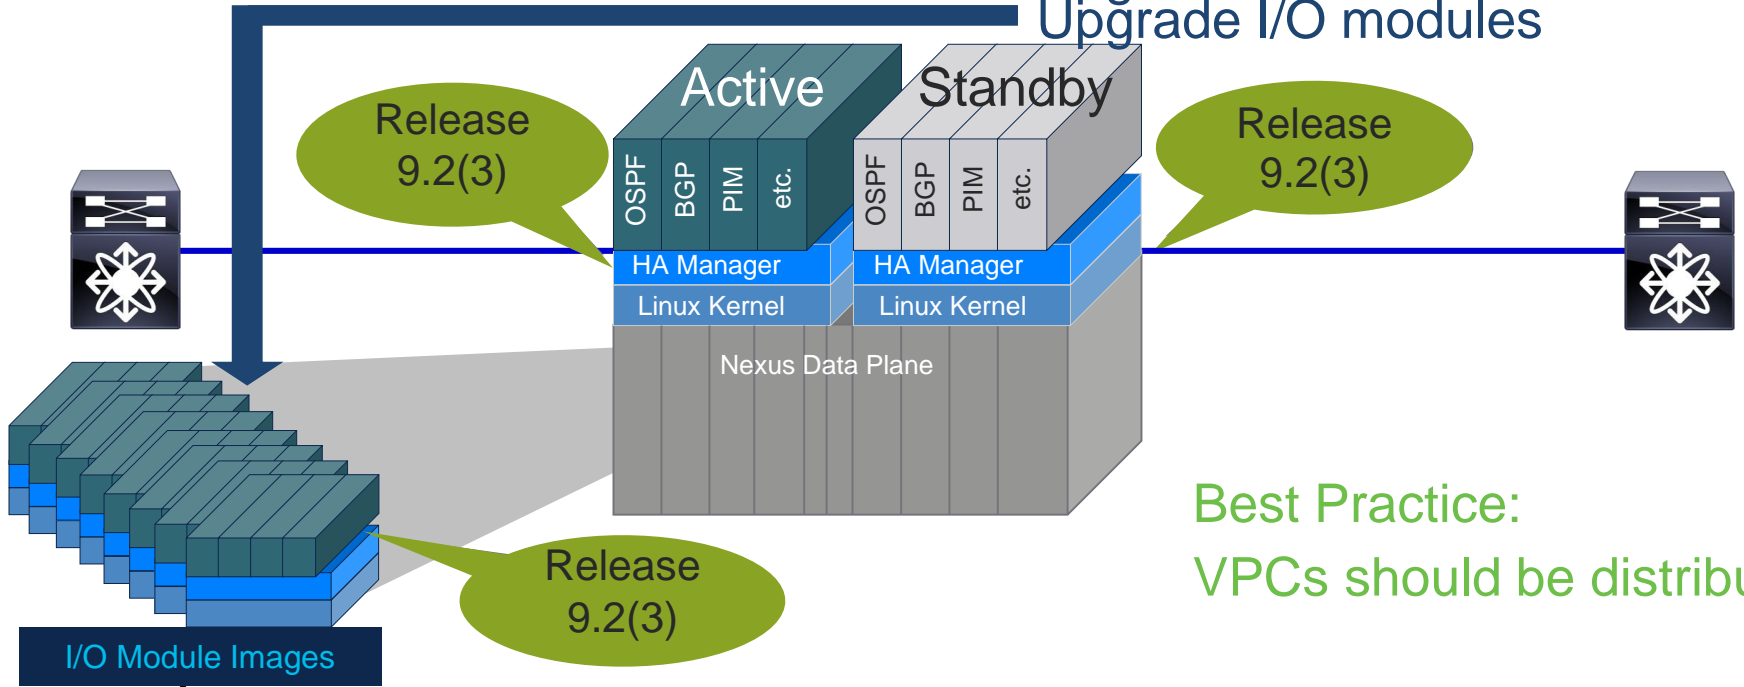 Upgrade I/O modules
Active
Standby
Release
9.2(3)
Release
9.2(3)
OSPF
BGP
PIM
etc.
OSPF
BGP
PIM
etc.
HA Manager
HA Manager
Linux Kernel
Linux Kernel
Nexus Data Plane
Best Practice:
VPCs should be
Release
9.2(3)
I/O Module Images